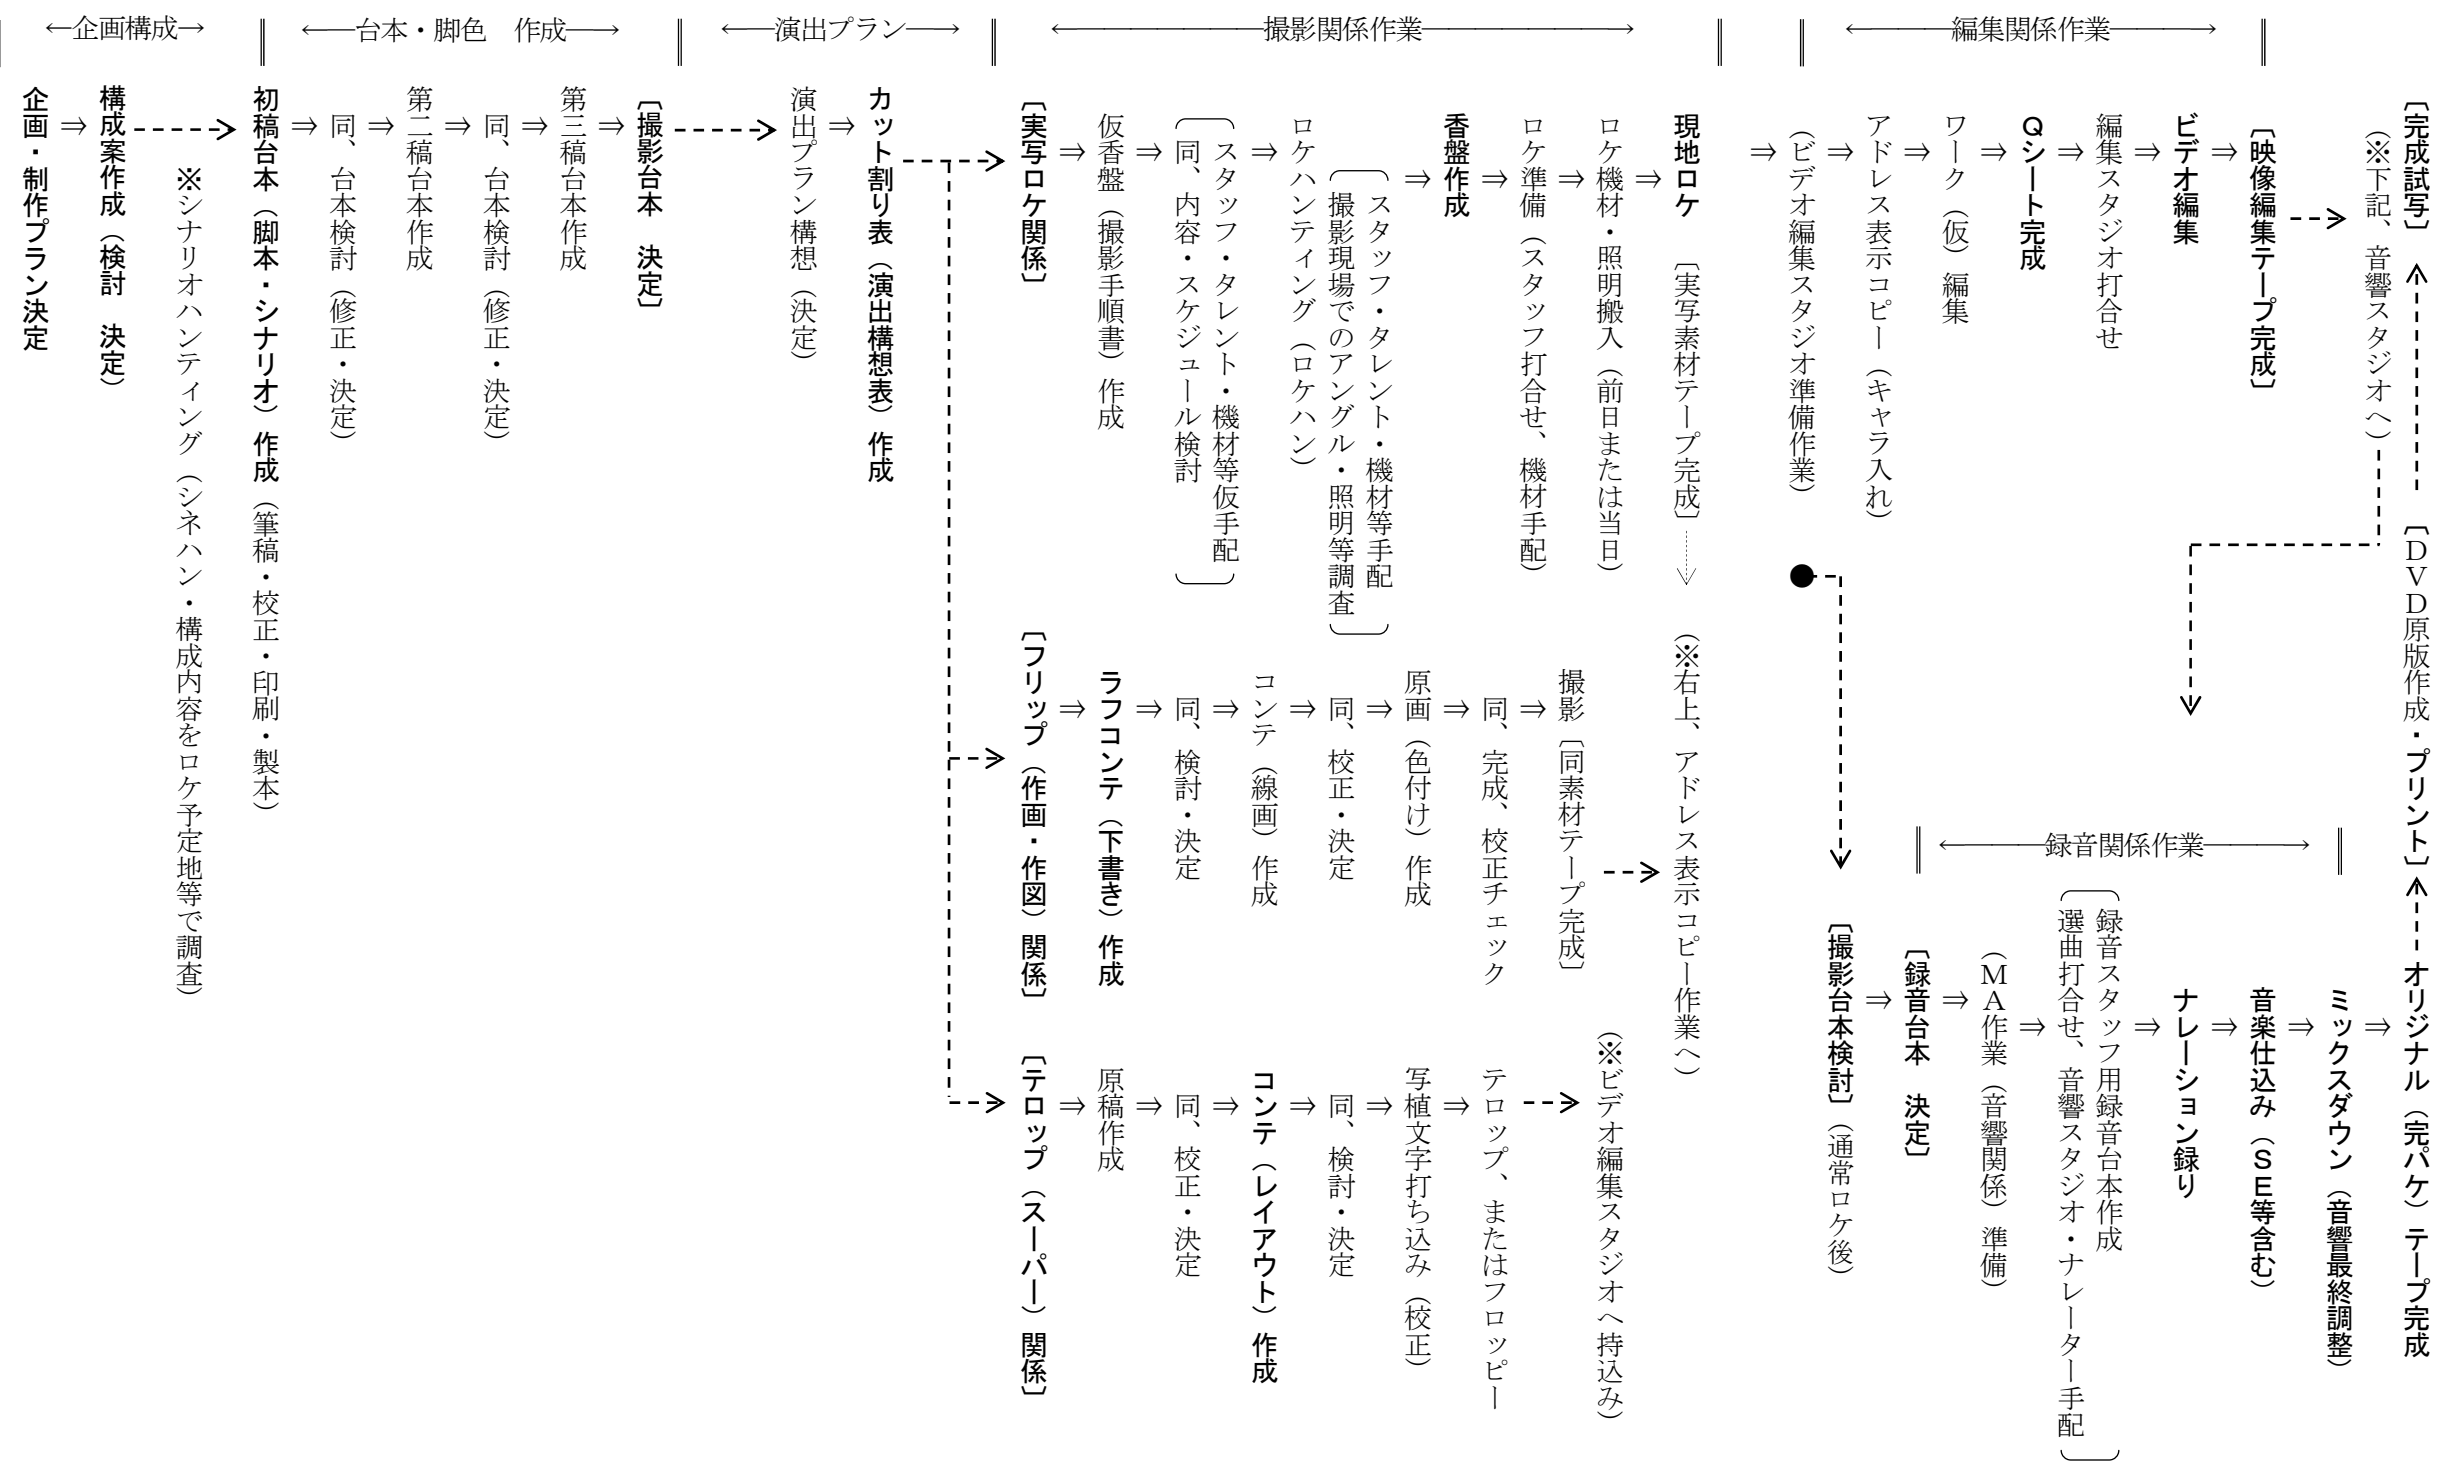 ←企画構成→
←台本・脚色　作成→
←演出プラン→
←撮影関係作業→
←編集関係作業→
企画・制作プラン決定
⇒
構成案作成（検討　決定）
※シナリオハンティング（シネハン・構成内容をロケ予定地等で調査）
初稿台本（脚本・シナリオ）作成（筆稿・校正・印刷・製本）
⇒
同、台本検討（修正・決定）
⇒
第二稿台本作成
⇒
同、台本検討（修正・決定）
⇒
第三稿台本作成
⇒
〔撮影台本　決定〕
演出プラン構想（決定）
⇒
カット割り表（演出構想表）作成
〔実写ロケ関係〕
⇒
仮香盤（撮影手順書）作成
⇒
同、内容・スケジュール検討
スタッフ・タレント・機材等仮手配
⇒
ロケハンティング（ロケハン）
撮影現場でのアングル・照明等調査
スタッフ・タレント・機材等手配
⇒
香盤作成
⇒
ロケ準備（スタッフ打合せ、機材手配）
⇒
ロケ機材・照明搬入（前日または当日）
⇒
現地ロケ　〔実写素材テープ完成〕
（※右上、アドレス表示コピー作業へ）
⇒
（ビデオ編集スタジオ準備作業）
⇒
アドレス表示コピー（キャラ入れ）
⇒
ワーク（仮）編集
⇒
Ｑシート完成
⇒
編集スタジオ打合せ
⇒
ビデオ編集
⇒
〔映像編集テープ完成〕
（※下記、音響スタジオへ）
〔完成試写〕
〔ＤＶＤ原版作成・プリント〕
〔フリップ（作画・作図）関係〕
⇒
ラフコンテ（下書き）作成
⇒
同、検討・決定
⇒
コンテ（線画）作成
⇒
同、校正・決定
⇒
原画（色付け）作成
⇒
同、完成、校正チェック
⇒
撮影〔同素材テープ完成〕
〔テロップ（スーパー）関係〕
⇒
原稿作成
⇒
同、校正・決定
⇒
コンテ（レイアウト）作成
⇒
同、検討・決定
⇒
写植文字打ち込み（校正）
⇒
テロップ、またはフロッピー
（※ビデオ編集スタジオへ持込み）
←録音関係作業→
〔撮影台本検討〕（通常ロケ後）
⇒
〔録音台本　決定〕
⇒
（ＭＡ作業（音響関係）準備）
⇒
選曲打合せ、音響スタジオ・ナレーター手配
録音スタッフ用録音台本作成
⇒
ナレーション録り
⇒
音楽仕込み（ＳＥ等含む）
⇒
ミックスダウン（音響最終調整）
⇒
オリジナル（完パケ）テープ完成